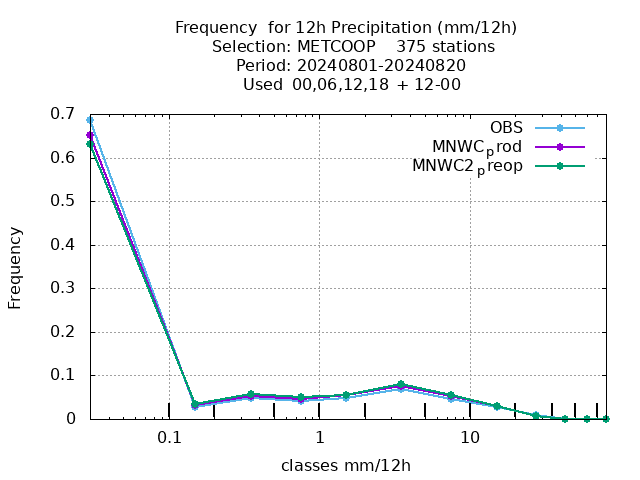 Frequency  for 12h Precipitation (mm/12h)
Selection: METCOOP    375 stations
Period: 20240801-20240820
Used  00,06,12,18 + 12-00
OBS
MNWCprod
MNWC2preop
0.7
0.6
0.5
0.4
0.3
0.2
0.1
0
Frequency
0.1
1
10
classes mm/12h